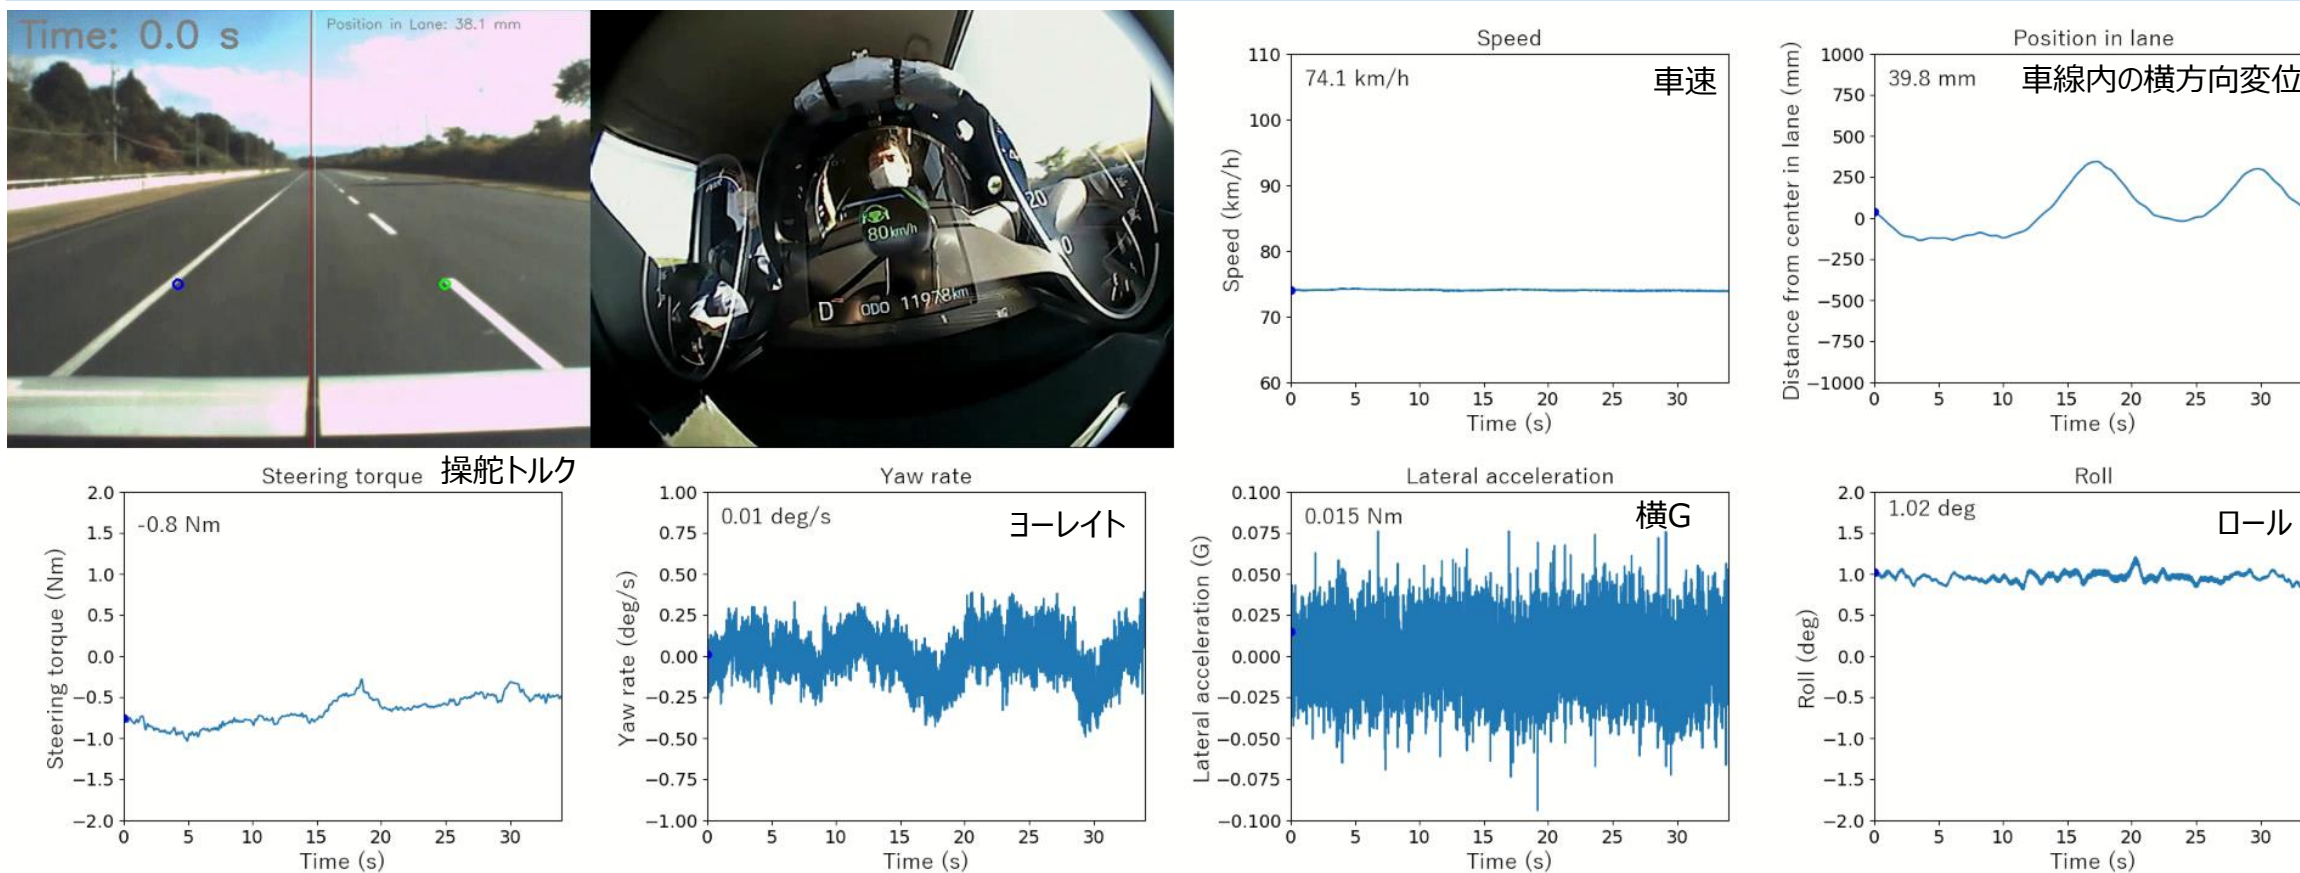 Time: 0.0 s
Position in Lane: 38.1 mm
20
80 km/h
D ODO 11978km
Speed
74.1 km/h
車速
Speed (km/h)
110
100
90
80
70
60
0 5 10 15 20 25 30
Time (s)
Position in lane
39.8 mm
車線内の横方向変位
Distance from center in lane (mm)
1000
750
500
250
0
−250
−500
−750
−1000
0 5 10 15 20 25 30
Time (s)
Steering torque 操舵トルク
-0.8 Nm
Steering torque (Nm)
2.0
1.5
1.0
0.5
0.0
−0.5
−1.0
−1.5
−2.0
0 5 10 15 20 25 30
Time (s)
Yaw rate
0.01 deg/s
ヨーレイト
Yaw rate (deg/s)
1.00
0.75
0.50
0.25
0.00
−0.25
−0.50
−0.75
−1.00
0 5 10 15 20 25 30
Time (s)
Lateral acceleration
0.015 Nm
横G
Lateral acceleration (G)
0.100
0.075
0.050
0.025
0.000
−0.025
−0.050
−0.075
−0.100
0 5 10 15 20 25 30
Time (s)
Roll
1.02 deg
ロール
Roll (deg)
2.0
1.5
1.0
0.5
0.0
−0.5
−1.0
−1.5
−2.0
0 5 10 15 20 25 30
Time (s)